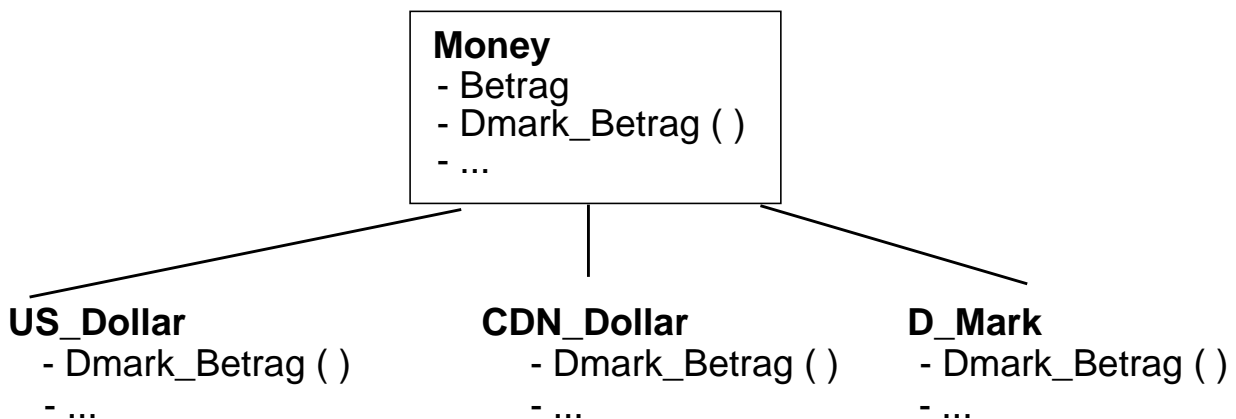 Money
- Betrag
- Dmark_Betrag ( )
- ...
US_Dollar
- Dmark_Betrag ( )
- ...
CDN_Dollar
- Dmark_Betrag ( )
- ...
D_Mark
- Dmark_Betrag ( )
- ...